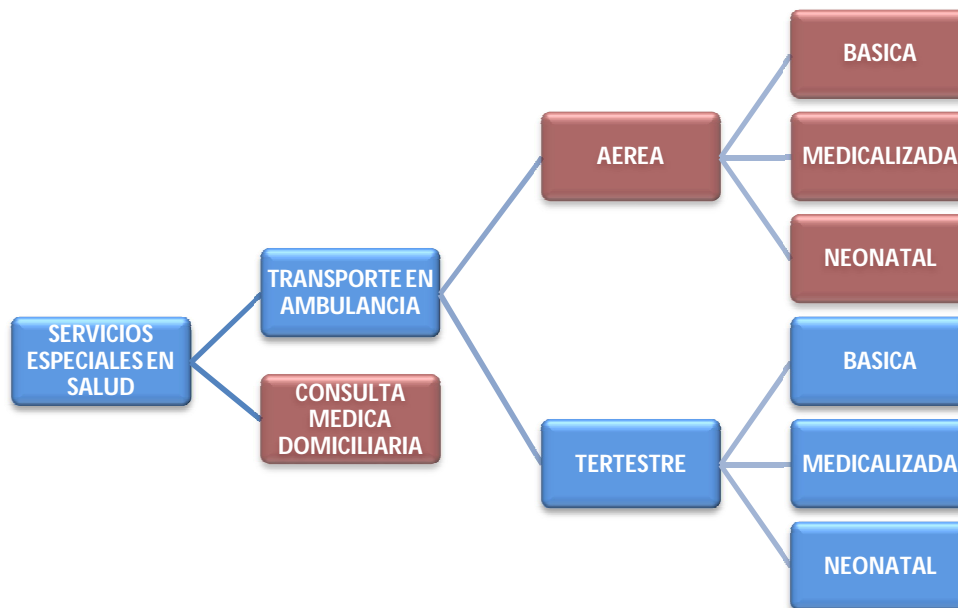 SERVICIOS
ESPECIALES EN
SALUD
TRANSPORTE EN
AMBULANCIA
CONSULTA
MEDICA
DOMICILIARIA
AEREA
BASICA
MEDICALIZADA
NEONATAL
TERTESTRE
BASICA
MEDICALIZADA
NEONATAL